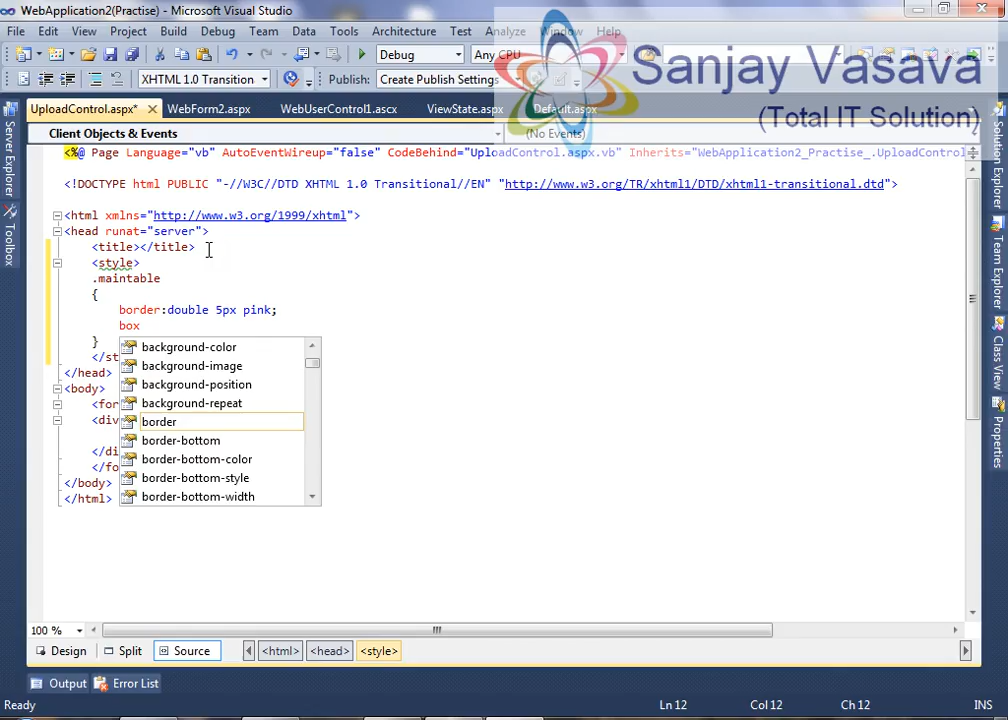 WebApplication2(Practise) - Microsoft Visual Studio
File Edit View Project Build Debug Team Data Tools Architecture Test Analyze Window Help
Debug Any CPU
XHTML 1.0 Transition Publish: Create Publish Settings
Sanjay Vasava
(Total IT Solution)
UploadControl.aspx* WebForm2.aspx WebUserControl1.ascx ViewState.aspx Default.aspx
Client Objects & Events (No Events)
<%@ Page Language="vb" AutoEventWireup="false" CodeBehind="UploadControl.aspx.vb" Inherits="WebApplication2_Practise_.UploadControl
<!DOCTYPE html PUBLIC "-//W3C//DTD XHTML 1.0 Transitional//EN" "http://www.w3.org/TR/xhtml1/DTD/xhtml1-transitional.dtd">
<html xmlns="http://www.w3.org/1999/xhtml">
<head runat="server">
<title></title>
<style>
.maintable
{
border:double 5px pink;
box
}
</st
</head>
<body>
<for
<div
</di
</fo
</body>
</html>
background-color
background-image
background-position
background-repeat
border
border-bottom
border-bottom-color
border-bottom-style
border-bottom-width
Server Explorer
Toolbox
Solution Explorer
Team Explorer
Class View
Properties
100 %
Design Split Source <html> <head> <style>
Output Error List
Ready Ln 12 Col 12 Ch 12 INS